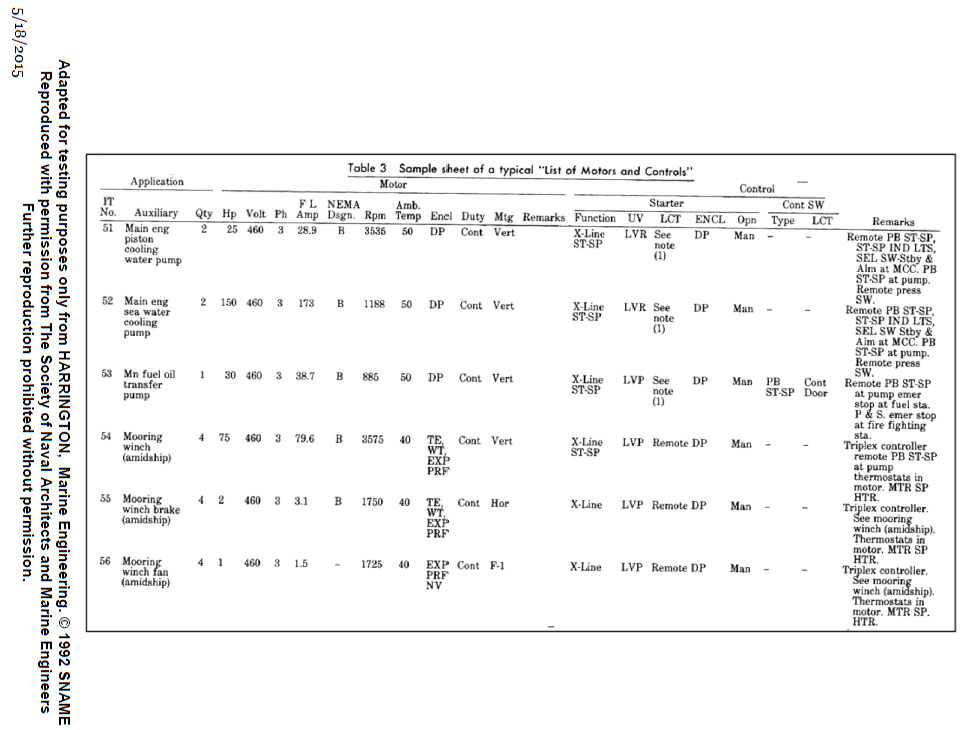 Table 3 Sample sheet of a typical "List of Motors and Controls"
Application Motor Control
Starter Cont SW
IT No. Auxiliary Qty Hp Volt Ph F L Amp NEMA Dsgn. Rpm Amb. Temp Encl Duty Mtg Remarks Function UV LCT ENCL Opn Type LCT Remarks
51 Main eng 2 25 460 3 28.9 B 3535 50 DP Cont Vert X-Line LVR See DP Man – – Remote PB ST-SP,
piston ST-SP note ST-SP IND LTS,
cooling (1) SEL SW-Stby &
water pump Alm at MCC. PB
ST-SP at pump.
Remote press
SW.
52 Main eng 2 150 460 3 173 B 1188 50 DP Cont Vert X-Line LVR See DP Man – – Remote PB ST-SP,
sea water ST-SP note ST-SP IND LTS,
cooling (1) SEL SW Stby &
pump Alm at MCC. PB
ST-SP at pump.
Remote press
SW.
53 Mn fuel oil 1 30 460 3 38.7 B 885 50 DP Cont Vert X-Line LVP See DP Man PB Cont Remote PB ST-SP
transfer ST-SP note ST-SP Door at pump emer
pump (1) stop at fuel sta.
P & S. emer stop
at fire fighting
sta.
54 Mooring 4 75 460 3 79.6 B 3575 40 TE, Cont Vert X-Line LVP Remote DP Man – – Triplex controller
winch WT, ST-SP remote PB ST-SP
(amidship) EXP at pump
PRF thermostats in
motor. MTR SP
HTR.
55 Mooring 4 2 460 3 3.1 B 1750 40 TE, Cont Hor X-Line LVP Remote DP Man – – Triplex controller.
winch brake WT, See mooring
(amidship) EXP winch (amidship).
PRF Thermostats in
motor. MTR SP
HTR.
56 Mooring 4 1 460 3 1.5 – 1725 40 EXP Cont F-1 X-Line LVP Remote DP Man – – Triplex controller.
winch fan PRF See mooring
(amidship) NV winch (amidship).
Thermostats in
motor. MTR SP.
HTR.
Adapted for testing purposes only from HARRINGTON, Marine Engineering. © 1992 SNAME
Reproduced with permission from The Society of Naval Architects and Marine Engineers
Further reproduction prohibited without permission.
5/18/2015